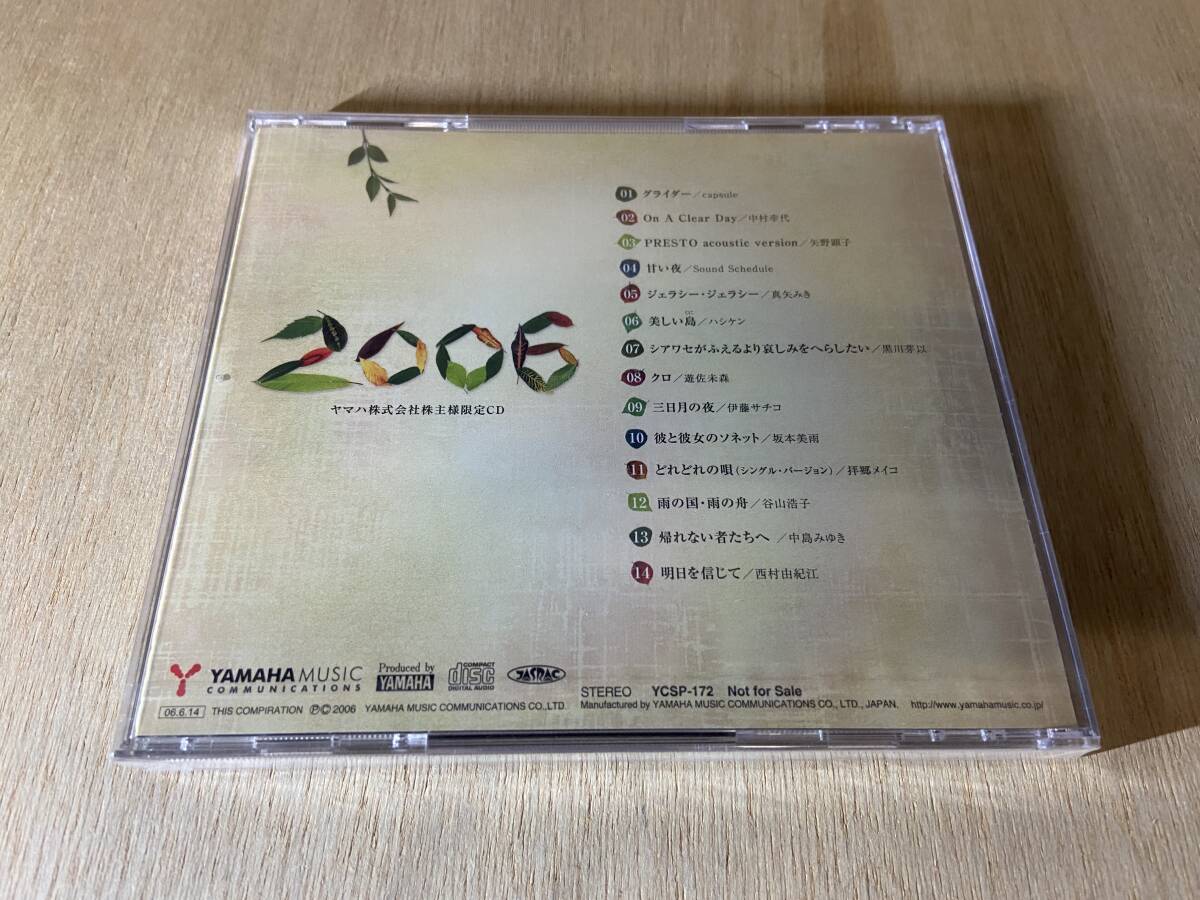 2006
ヤマハ株式会社株主様限定CD
01 グライダー/capsule
02 On A Clear Day/中村幸代
03 PRESTO acoustic version/矢野顕子
04 甘い夜/Sound Schedule
05 ジェラシー・ジェラシー/真矢みき
06 美しい島/ハシケン
07 シアワセがふえるより哀しみをへらしたい/黒川芽以
08 クロ/遊佐未森
09 三日月の夜/伊藤サチコ
10 彼と彼女のソネット/坂本美雨
11 どれどれの唄(シングル・バージョン)/拝郷メイコ
12 雨の国・雨の舟/谷山浩子
13 帰れない者たちへ /中島みゆき
14 明日を信じて/西村由紀江
YAMAHA MUSIC
COMMUNICATIONS
Produced by
YAMAHA
COMPACT
disc
DIGITAL AUDIO
JASRAC
STEREO YCSP-172 Not for Sale
06.6.14 THIS COMPIRATION ℗© 2006 YAMAHA MUSIC COMMUNICATIONS CO.,LTD. Manufactured by YAMAHA MUSIC COMMUNICATIONS CO., LTD., JAPAN. http://www.yamahamusic.co.jp/